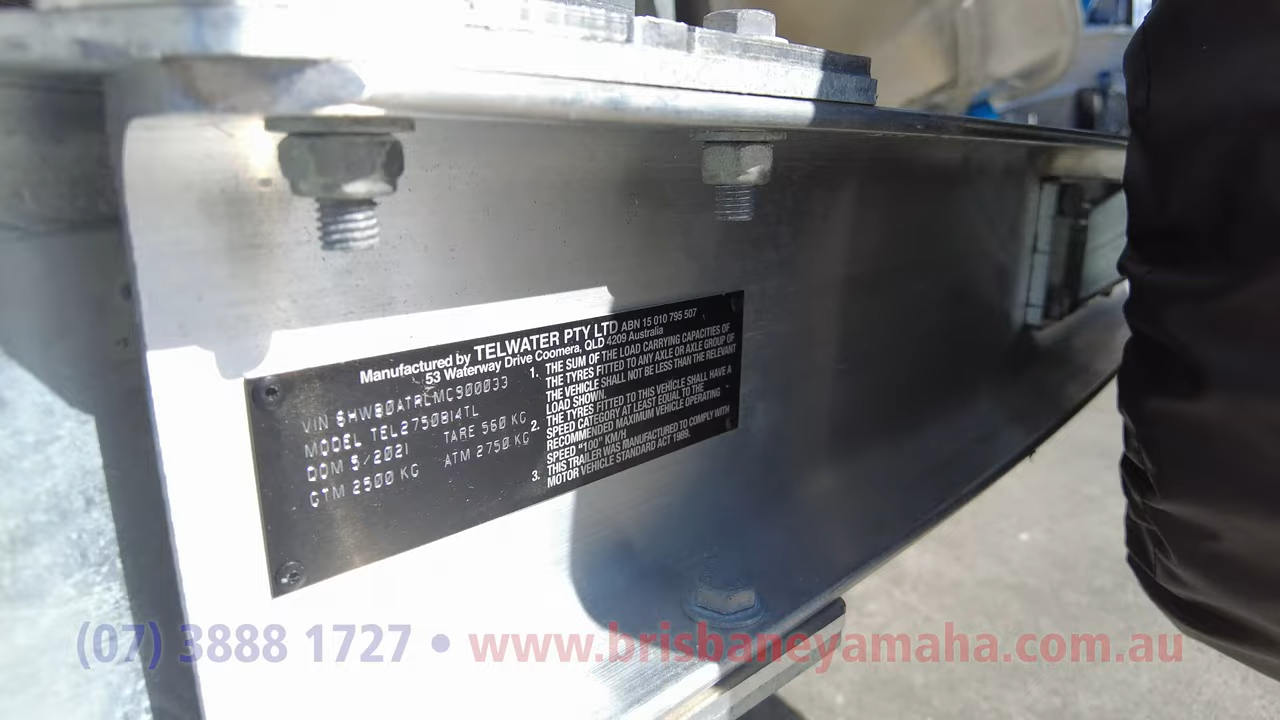 Manufactured by TELWATER PTY LTD ABN 15 010 795 507
53 Waterway Drive Coomera, QLD 4209 Australia
VIN 6HW80ATRLMC900033
MODEL TEL2750B14TL
DOM 5/2021 TARE 560 KG
GTM 2500 KG ATM 2750 KG
1. THE SUM OF THE LOAD CARRYING CAPACITIES OF
THE TYRES FITTED TO ANY AXLE OR AXLE GROUP OF
THE VEHICLE SHALL NOT BE LESS THAN THE RELEVANT
LOAD SHOWN.
2. THE TYRES FITTED TO THIS VEHICLE SHALL HAVE A
SPEED CATEGORY AT LEAST EQUAL TO THE
RECOMMENDED MAXIMUM VEHICLE OPERATING
SPEED "100" KM/H
3. THIS TRAILER WAS MANUFACTURED TO COMPLY WITH
MOTOR VEHICLE STANDARD ACT 1989.
(07) 3888 1727 • www.brisbaneyamaha.com.au